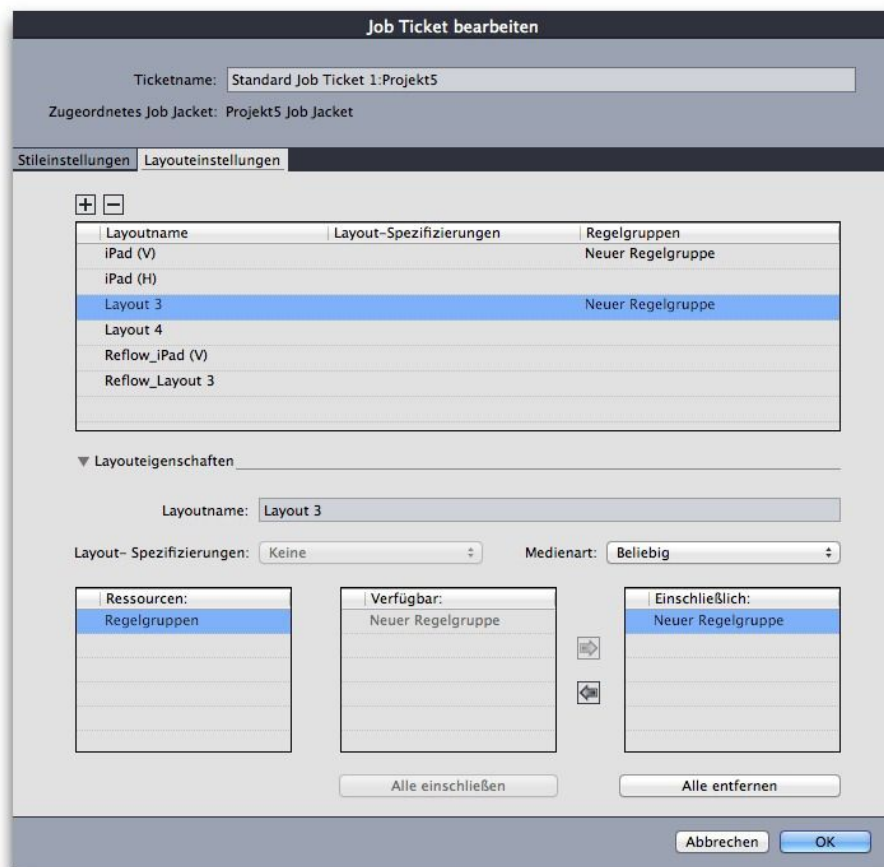 Job Ticket bearbeiten
Ticketname: Standard Job Ticket 1:Projekt5
Zugeordnetes Job Jacket: Projekt5 Job Jacket
Stileinstellungen Layouteinstellungen
Layoutname Layout-Spezifizierungen Regelgruppen
iPad (V) Neuer Regelgruppe
iPad (H)
Layout 3 Neuer Regelgruppe
Layout 4
Reflow_iPad (V)
Reflow_Layout 3
Layouteigenschaften
Layoutname: Layout 3
Layout- Spezifizierungen: Keine Medienart: Beliebig
Ressourcen: Verfügbar: Einschließlich:
Regelgruppen Neuer Regelgruppe Neuer Regelgruppe
Alle einschließen Alle entfernen
Abbrechen OK